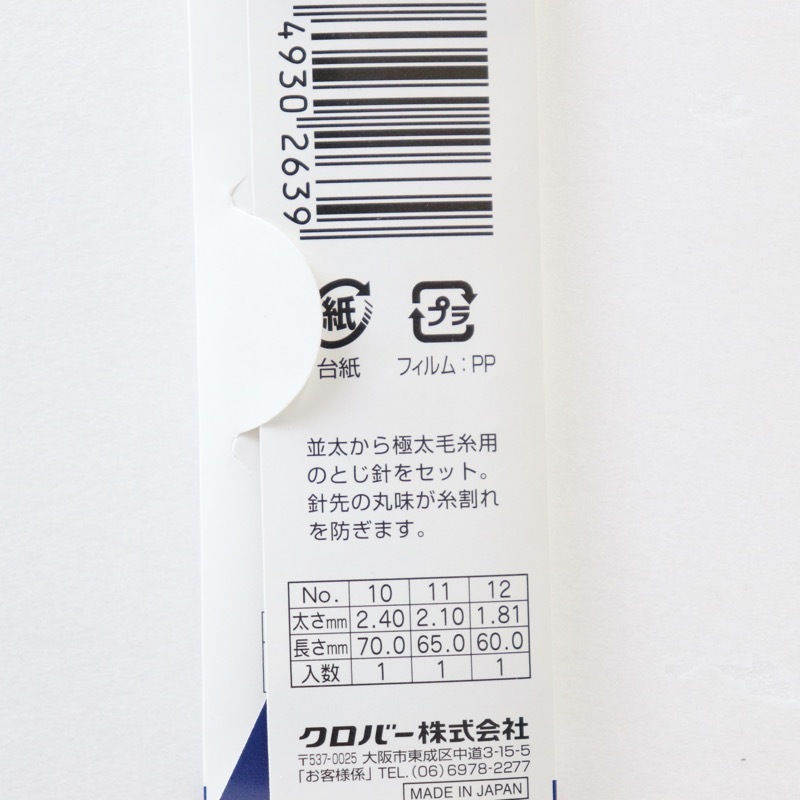 4930 2639
紙
プラ
台紙 フィルム：PP
並太から極太毛糸用
のとじ針をセット。
針先の丸味が糸割れ
を防ぎます。
No. 10 11 12
太さmm 2.40 2.10 1.81
長さmm 70.0 65.0 60.0
入数 1 1 1
クロバー株式会社
〒537-0025 大阪市東成区中道3-15-5
「お客様係」TEL.(06)6978-2277
MADE IN JAPAN